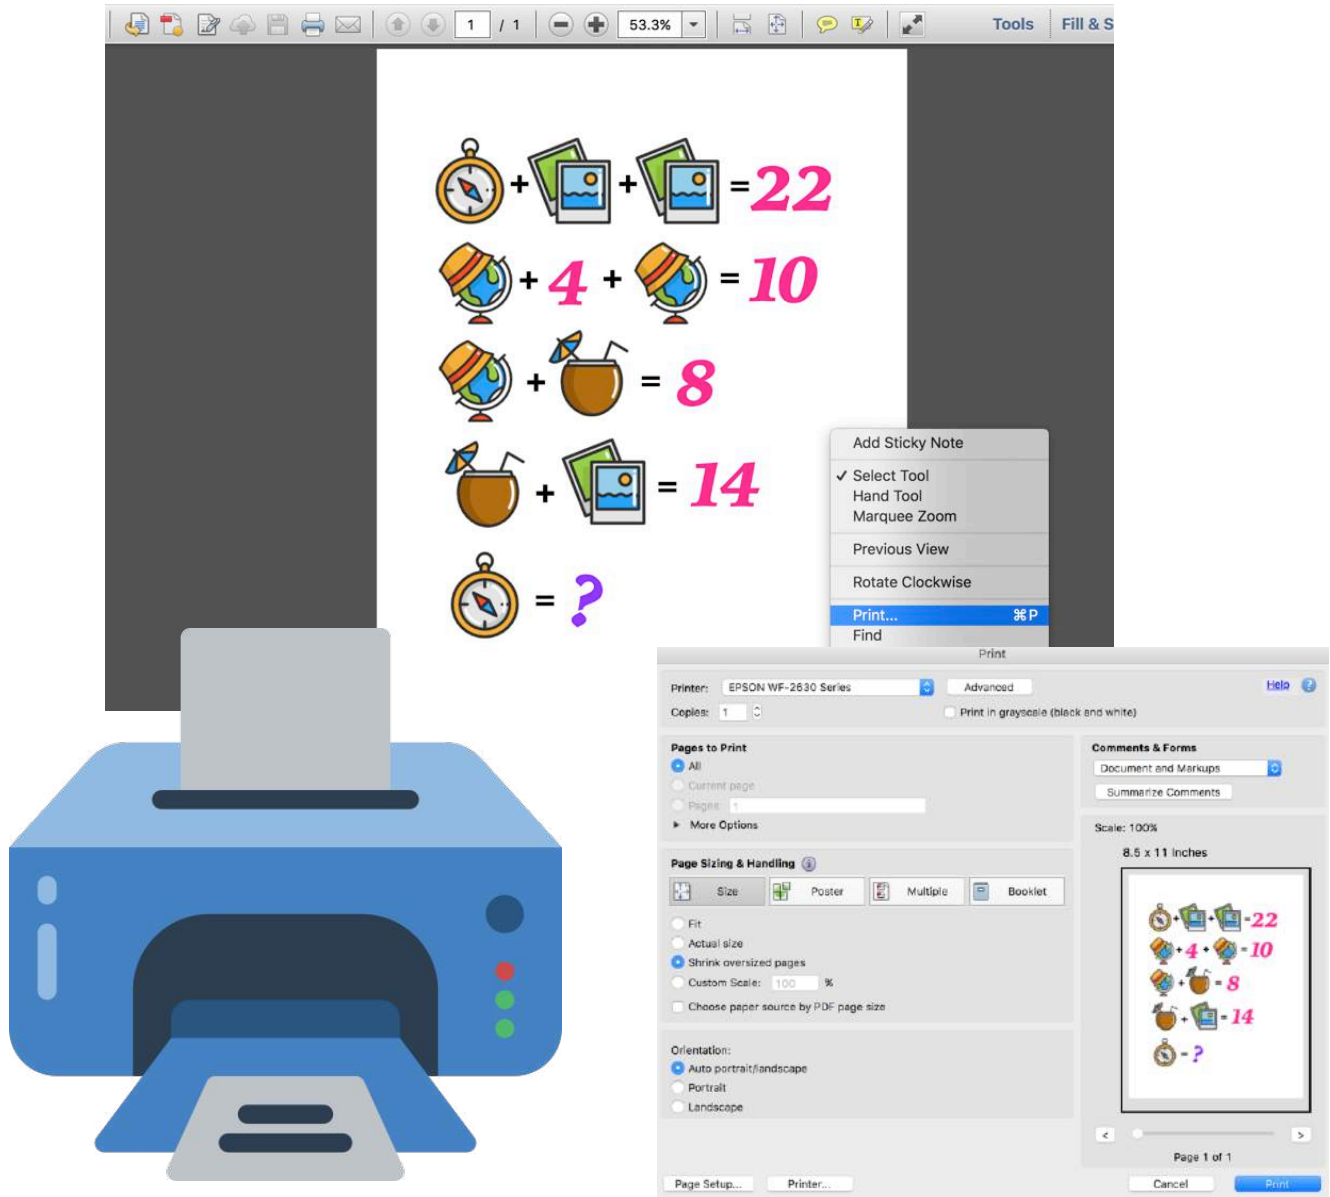 1 / 1 53.3% Tools Fill & S
+ + =22
+ 4 + = 10
+ = 8
+ = 14
= ?
Add Sticky Note
✓ Select Tool
Hand Tool
Marquee Zoom
Previous View
Rotate Clockwise
Print... ⌘P
Find
Print
Printer: EPSON WF-2630 Series Advanced Help ?
Copies: 1 Print in grayscale (black and white)
Pages to Print
All
Current page
Pages 1
More Options
Comments & Forms
Document and Markups
Summarize Comments
Page Sizing & Handling i
Size Poster Multiple Booklet
Fit
Actual size
Shrink oversized pages
Custom Scale: 100 %
Choose paper source by PDF page size
Orientation:
Auto portrait/landscape
Portrait
Landscape
Scale: 100%
8.5 x 11 Inches
+ + =22
+ 4 + = 10
+ = 8
+ = 14
= ?
< >
Page 1 of 1
Page Setup... Printer... Cancel Print